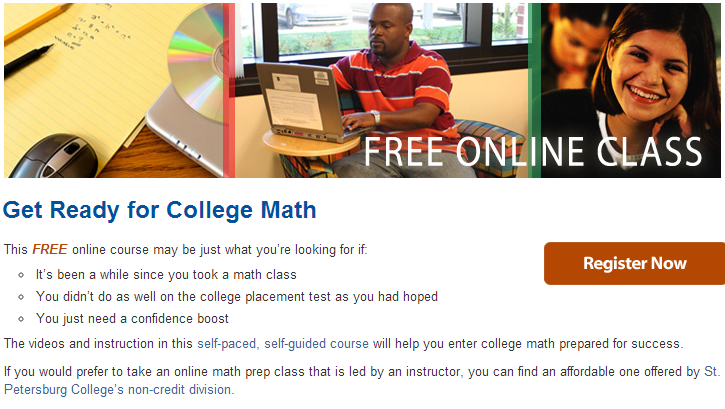 FREE ONLINE CLASS
Get Ready for College Math
This FREE online course may be just what you're looking for if:
It's been a while since you took a math class
You didn't do as well on the college placement test as you had hoped
You just need a confidence boost
Register Now
The videos and instruction in this self-paced, self-guided course will help you enter college math prepared for success.
If you would prefer to take an online math prep class that is led by an instructor, you can find an affordable one offered by St.
Petersburg College's non-credit division.